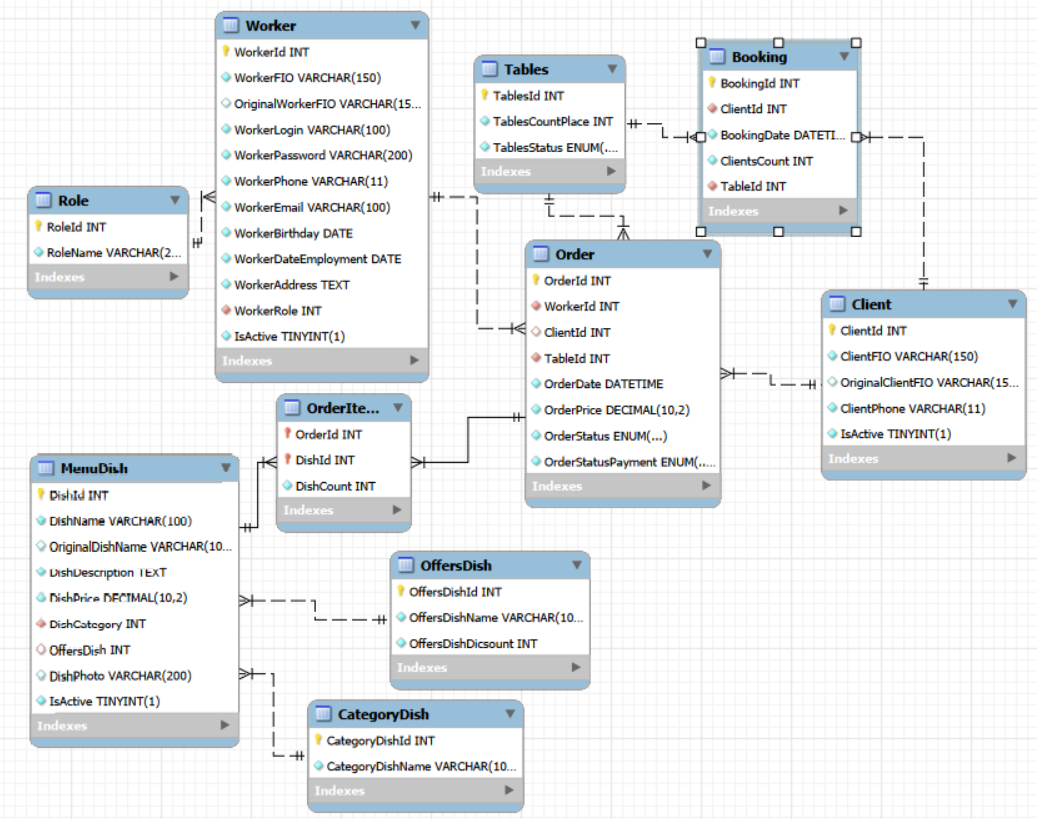 Worker
WorkerId INT
WorkerFIO VARCHAR(150)
OriginalWorkerFIO VARCHAR(15...
WorkerLogin VARCHAR(100)
WorkerPassword VARCHAR(200)
WorkerPhone VARCHAR(11)
WorkerEmail VARCHAR(100)
WorkerBirthday DATE
WorkerDateEmployment DATE
WorkerAddress TEXT
WorkerRole INT
IsActive TINYINT(1)
Indexes
Tables
TablesId INT
TablesCountPlace INT
TablesStatus ENUM(....
Indexes
Booking
BookingId INT
ClientId INT
BookingDate DATETI...
ClientsCount INT
TableId INT
Indexes
Role
RoleId INT
RoleName VARCHAR(2...
Indexes
Order
OrderId INT
WorkerId INT
ClientId INT
TableId INT
OrderDate DATETIME
OrderPrice DECIMAL(10,2)
OrderStatus ENUM(...)
OrderStatusPayment ENUM(.,...
Indexes
Client
ClientId INT
ClientFIO VARCHAR(150)
OriginalClientFIO VARCHAR(15...
ClientPhone VARCHAR(11)
IsActive TINYINT(1)
Indexes
OrderIte...
OrderId INT
DishId INT
DishCount INT
Indexes
MenuDish
DishId INT
DishName VARCHAR(100)
OriginalDishName VARCHAR(10...
DishDescription TEXT
DishPrice DECIMAL(10,2)
DishCategory INT
OffersDish INT
DishPhoto VARCHAR(200)
IsActive TINYINT(1)
Indexes
OffersDish
OffersDishId INT
OffersDishName VARCHAR(10...
OffersDishDicsount INT
Indexes
CategoryDish
CategoryDishId INT
CategoryDishName VARCHAR(10...
Indexes